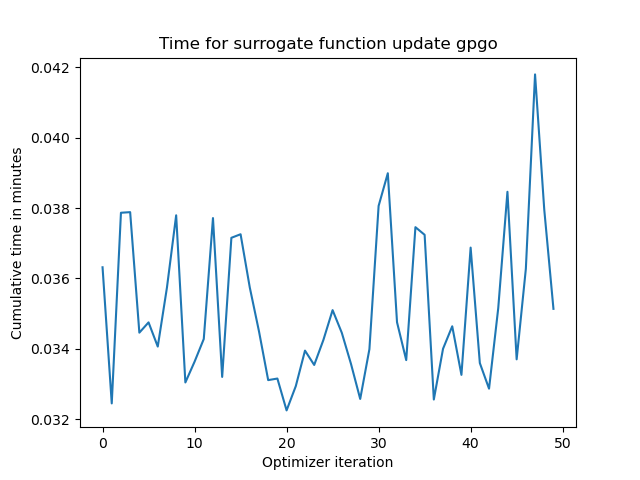 Time for surrogate function update gpgo
Cumulative time in minutes
0.042
0.040
0.038
0.036
0.034
0.032
0 10 20 30 40 50
Optimizer iteration